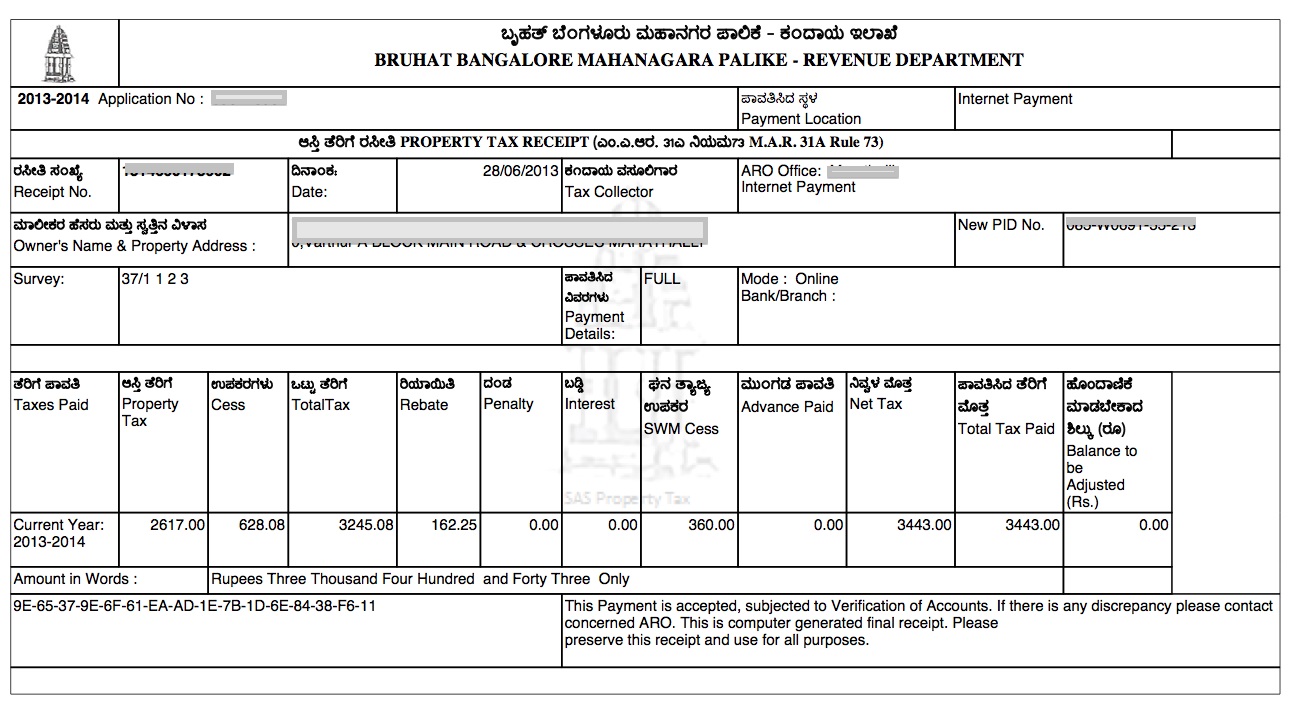 ಬೃಹತ್ ಬೆಂಗಳೂರು ಮಹಾನಗರ ಪಾಲಿಕೆ - ಕಂದಾಯ ಇಲಾಖೆ
BRUHAT BANGALORE MAHANAGARA PALIKE - REVENUE DEPARTMENT
2013-2014 Application No :
ಪಾವತಿಸಿದ ಸ್ಥಳ
Payment Location
Internet Payment
ಆಸ್ತಿ ತೆರಿಗೆ ರಸೀತಿ PROPERTY TAX RECEIPT (ಎಂ.ಎ.ಆರ. ೩೧ಎ ನಿಯಮ೭೩ M.A.R. 31A Rule 73)
ರಸೀತಿ ಸಂಖ್ಯೆ
Receipt No.
ದಿನಾಂಕ:
Date:
28/06/2013
ಕಂದಾಯ ವಸೂಲಿಗಾರ
Tax Collector
ARO Office:
Internet Payment
ಮಾಲೀಕರ ಹೆಸರು ಮತ್ತು ಸ್ವತ್ತಿನ ವಿಳಾಸ
Owner's Name & Property Address :
New PID No.
Survey:
37/1 1 2 3
ಪಾವತಿಸಿದ
ವಿವರಗಳು
Payment
Details:
FULL
Mode : Online
Bank/Branch :
ತೆರಿಗೆ ಪಾವತಿ
Taxes Paid
ಆಸ್ತಿ ತೆರಿಗೆ
Property
Tax
ಉಪಕರಗಳು
Cess
ಒಟ್ಟು ತೆರಿಗೆ
TotalTax
ರಿಯಾಯಿತಿ
Rebate
ದಂಡ
Penalty
ಬಡ್ಡಿ
Interest
ಘನ ತ್ಯಾಜ್ಯ
ಉಪಕರ
SWM Cess
ಮುಂಗಡ ಪಾವತಿ
Advance Paid
ನಿವ್ವಳ ಮೊತ್ತ
Net Tax
ಪಾವತಿಸಿದ ತೆರಿಗೆ
ಮೊತ್ತ
Total Tax Paid
ಹೊಂದಾಣಿಕೆ
ಮಾಡಬೇಕಾದ
ಶಿಲ್ಕು (ರೂ)
Balance to
be
Adjusted
(Rs.)
SAS Property Tax
Current Year:
2013-2014
2617.00
628.08
3245.08
162.25
0.00
0.00
360.00
0.00
3443.00
3443.00
0.00
Amount in Words :
Rupees Three Thousand Four Hundred and Forty Three Only
9E-65-37-9E-6F-61-EA-AD-1E-7B-1D-6E-84-38-F6-11
This Payment is accepted, subjected to Verification of Accounts. If there is any discrepancy please contact
concerned ARO. This is computer generated final receipt. Please
preserve this receipt and use for all purposes.